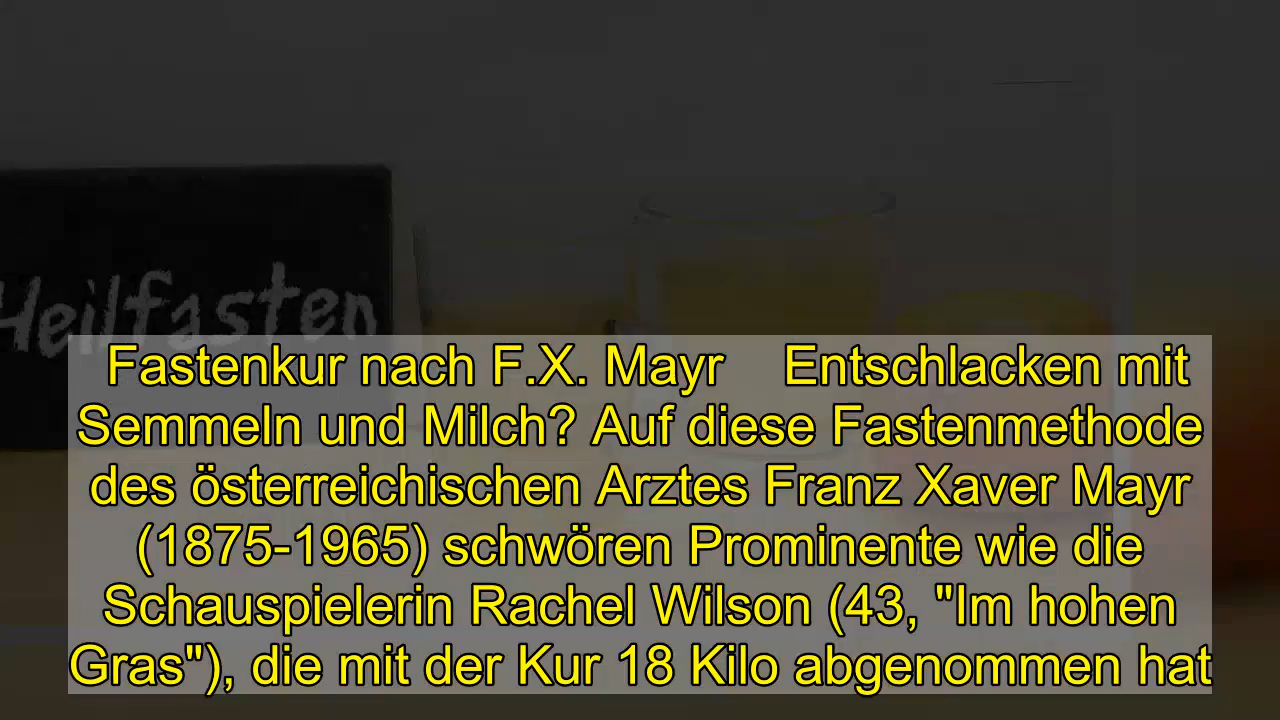 Heilfasten
Fastenkur nach F.X. Mayr    Entschlacken mit
Semmeln und Milch? Auf diese Fastenmethode
des österreichischen Arztes Franz Xaver Mayr
(1875-1965) schwören Prominente wie die
Schauspielerin Rachel Wilson (43, "Im hohen
Gras"), die mit der Kur 18 Kilo abgenommen hat